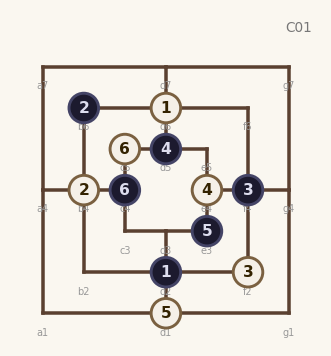 C01
a7 d7 g7
2 1
b6 d6 f6
6 4
c5 d5 e5
2 6 4 3
a4 b4 c4 e4 f4 g4
5
c3 d3 e3
1 3
b2 d2 f2
5
a1 d1 g1